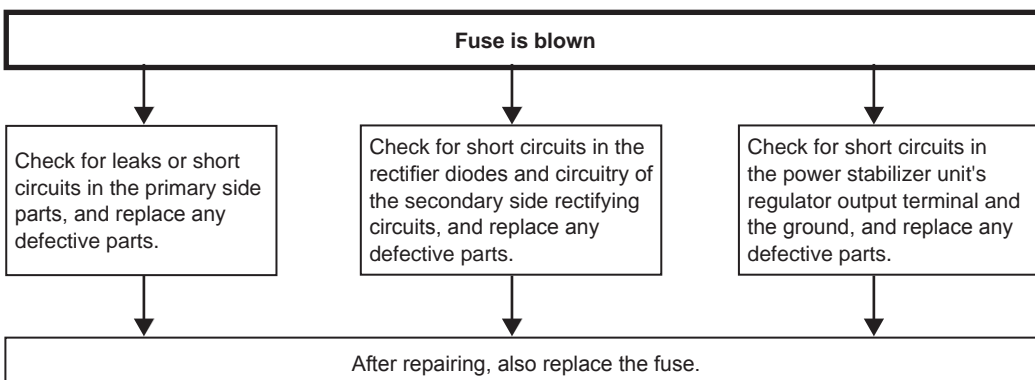 Fuse is blown
Check for leaks or short
circuits in the primary side
parts, and replace any
defective parts.
Check for short circuits in the
rectifier diodes and circuitry of
the secondary side rectifying
circuits, and replace any
defective parts.
Check for short circuits in
the power stabilizer unit's
regulator output terminal and
the ground, and replace any
defective parts.
After repairing, also replace the fuse.